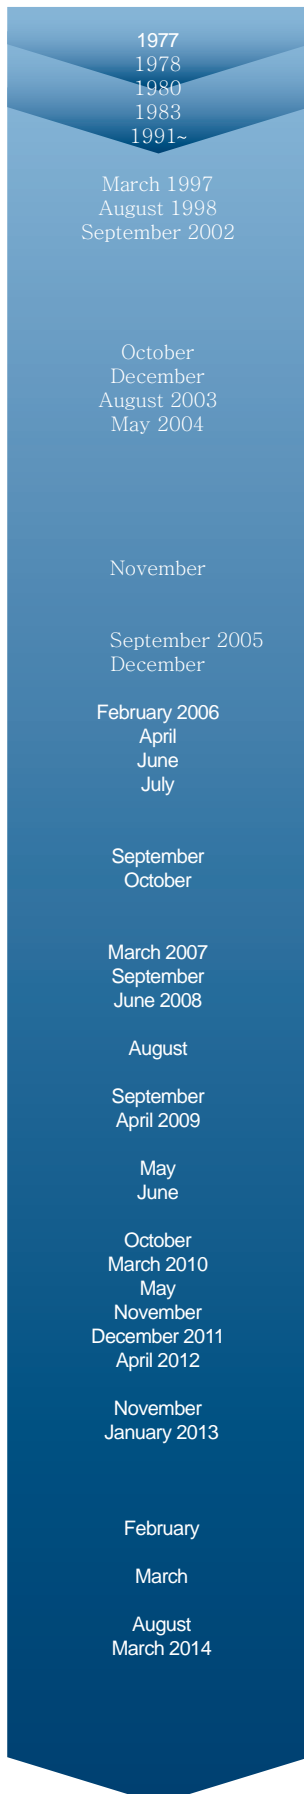 1977
1978
1980
1983
1991~
March 1997
August 1998
September 2002
October
December
August 2003
May 2004
November
September 2005
December
February 2006
April
June
July
September
October
March 2007
September
June 2008
August
September
April 2009
May
June
October
March 2010
May
November
December 2011
April 2012
November
January 2013
February
March
August
March 2014